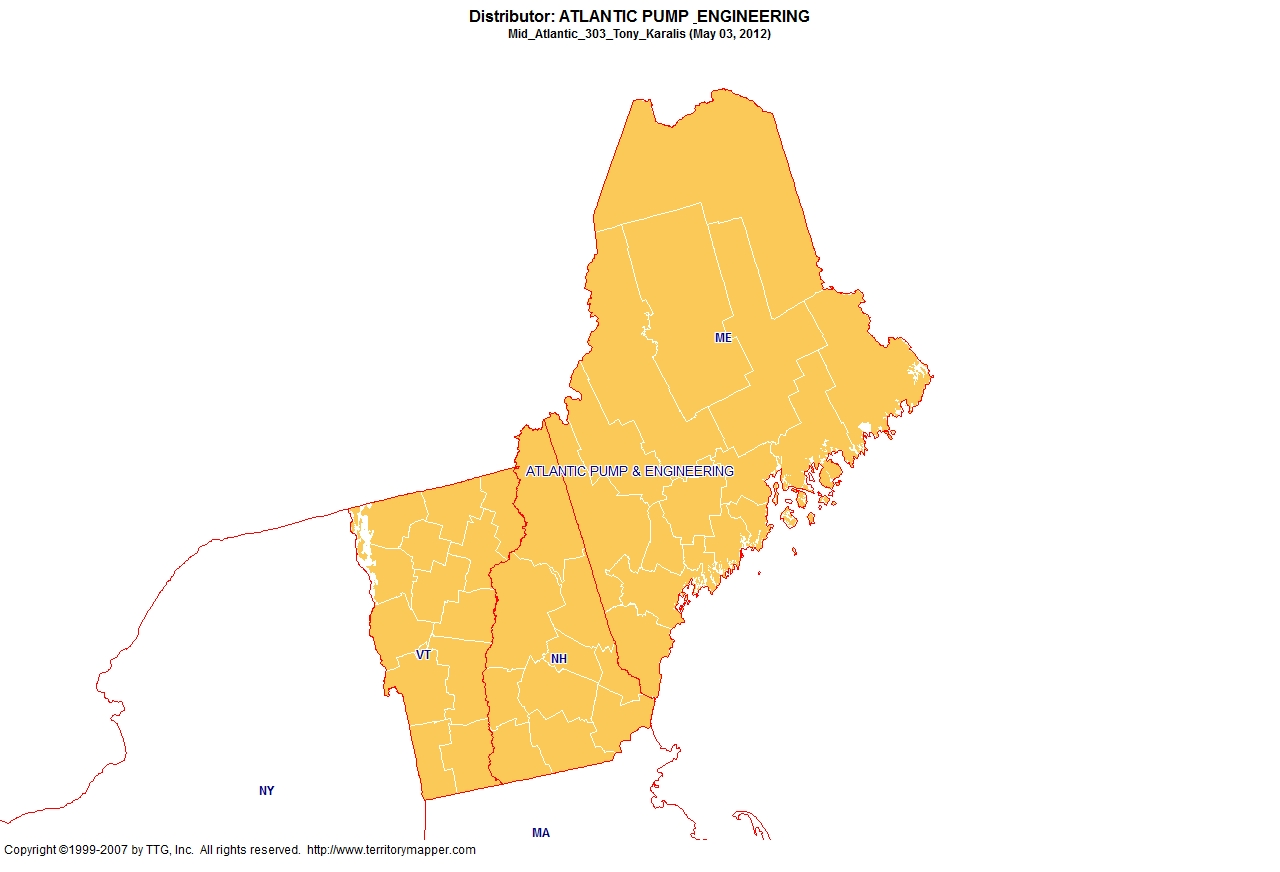 Distributor: ATLANTIC PUMP _ENGINEERING
Mid_Atlantic_303_Tony_Karalis (May 03, 2012)
ME
ATLANTIC PUMP & ENGINEERING
VT
NH
NY
MA
Copyright ©1999-2007 by TTG, Inc. All rights reserved. http://www.territorymapper.com